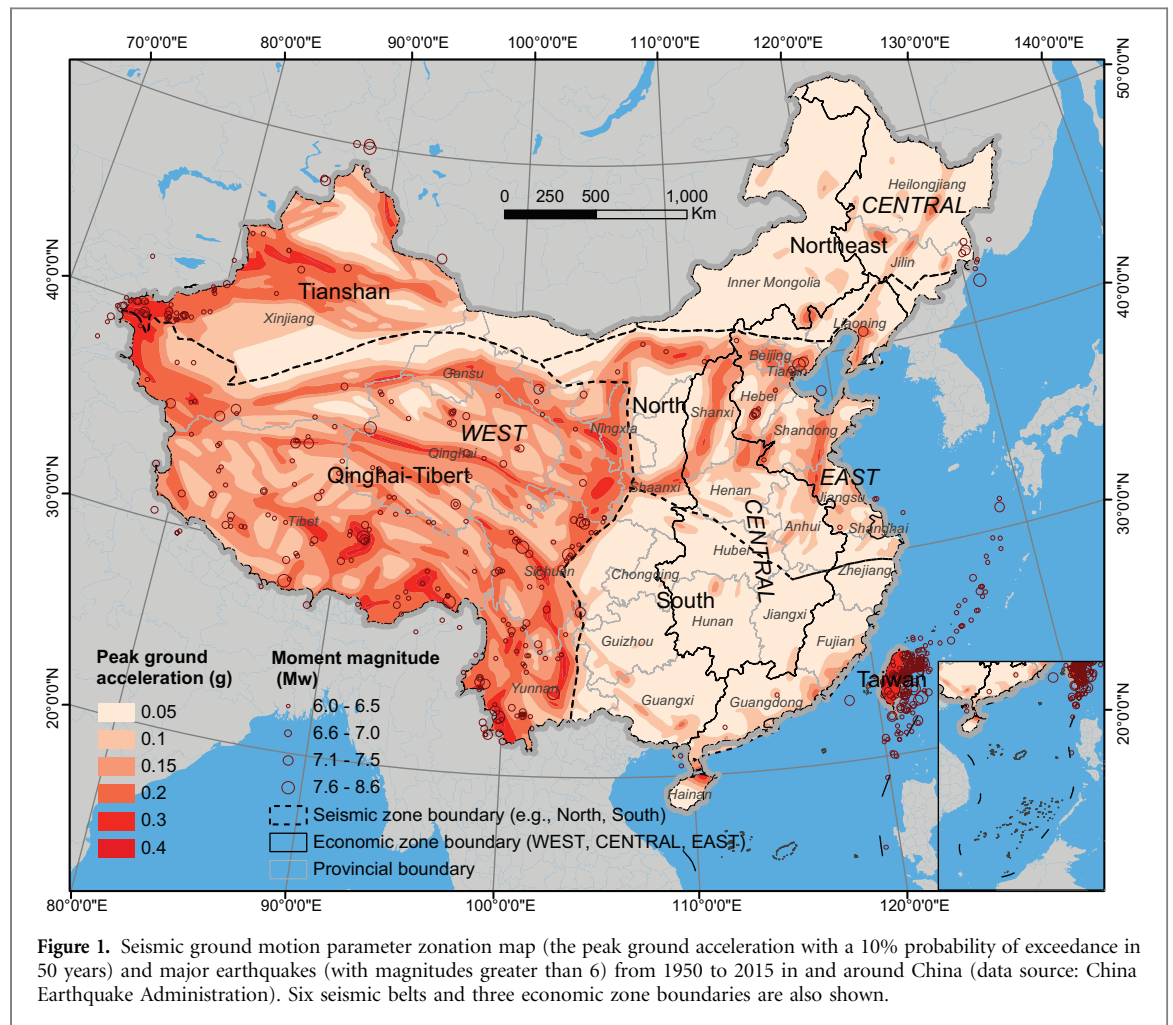 70°0'0"E 80°0'0"E 90°0'0"E 100°0'0"E 110°0'0"E 120°0'0"E 130°0'0"E 140°0'0"E
50°0'0"N
40°0'0"N
30°0'0"N
20°0'0"N
40°0'0"N
30°0'0"N
20°0'0"N
0 250 500 1,000
Km
Heilongjiang
CENTRAL
Northeast
Jilin
Inner Mongolia
Liaoning
Tianshan
Xinjiang
Beijing
Tianjin
Gansu
Hebei
North
Shanxi
WEST
Ningxia
Shandong
Qinghai
Qinghai-Tibert
EAST
Shaanxi
Henan
Jiangsu
CENTRAL
Tibet
Anhui
Shanghai
Hubei
Sichuan
Chongqing
Zhejiang
South
Hunan
Jiangxi
Guizhou
Fujian
Yunnan
Guangxi
Guangdong
Taiwan
Hainan
Peak ground
acceleration (g)
0.05
0.1
0.15
0.2
0.3
0.4
Moment magnitude
(Mw)
6.0 - 6.5
6.6 - 7.0
7.1 - 7.5
7.6 - 8.6
Seismic zone boundary (e.g., North, South)
Economic zone boundary (WEST, CENTRAL, EAST)
Provincial boundary
80°0'0"E 90°0'0"E 100°0'0"E 110°0'0"E 120°0'0"E
Figure 1. Seismic ground motion parameter zonation map (the peak ground acceleration with a 10% probability of exceedance in
50 years) and major earthquakes (with magnitudes greater than 6) from 1950 to 2015 in and around China (data source: China
Earthquake Administration). Six seismic belts and three economic zone boundaries are also shown.